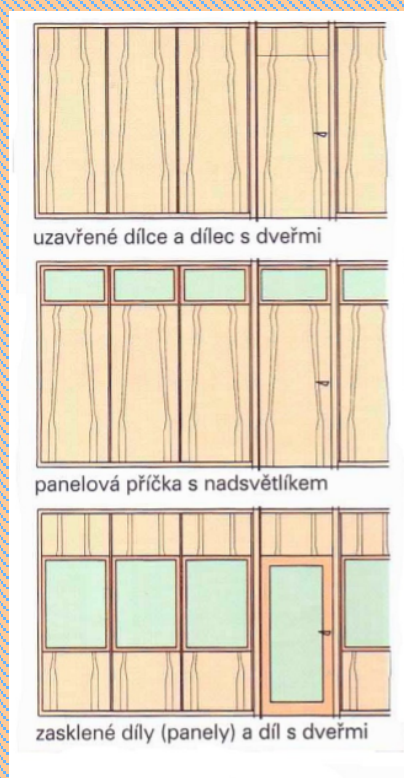 uzavřené dílce a dílec s dveřmi
panelová příčka s nadsvětlíkem
zasklené díly (panely) a díl s dveřmi